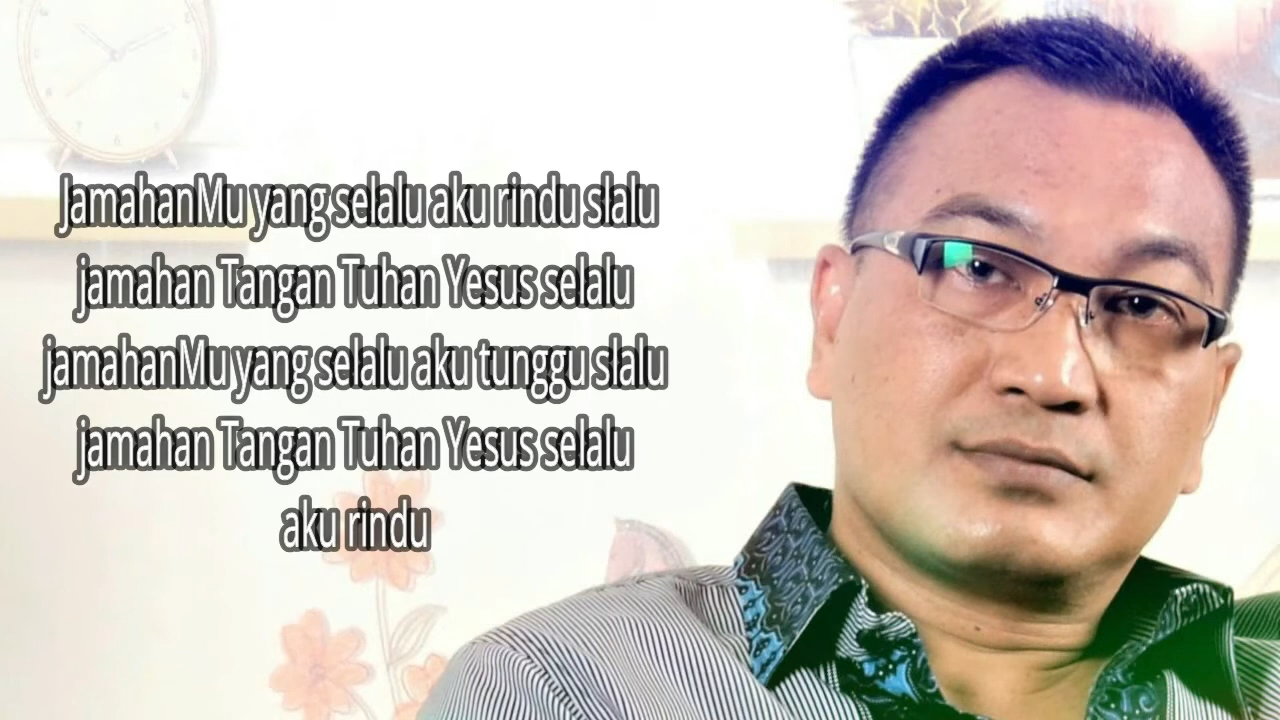 JamahanMu yang selalu aku rindu slalu
jamahan Tangan Tuhan Yesus selalu
jamahanMu yang selalu aku tunggu slalu
jamahan Tangan Tuhan Yesus selalu
aku rindu